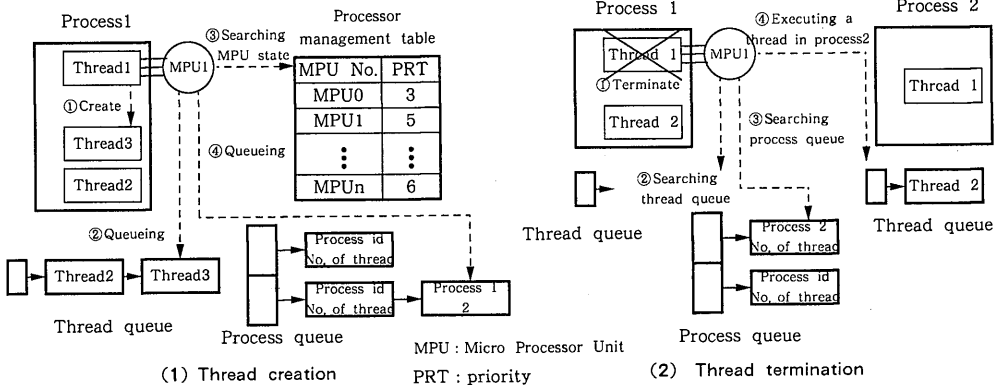 Process1
Thread1
MPU1
①Create
Thread3
Thread2
③Searching
MPU state
Processor
management table
MPU No. PRT
MPU0 3
MPU1 5
MPUn 6
④Queueing
②Queueing
Thread2
Thread3
Thread queue
Process id
No. of thread
Process id
No. of thread
Process 1
2
Process queue
(1) Thread creation
MPU : Micro Processor Unit
PRT : priority
Process 1
Thread 1
MPU1
①Terminate
Thread 2
④Executing a
thread in process2
Process 2
Thread 1
③Searching
process queue
②Searching
thread queue
Thread queue
Thread 2
Thread queue
Process 2
No. of thread
Process id
No. of thread
Process queue
(2) Thread termination